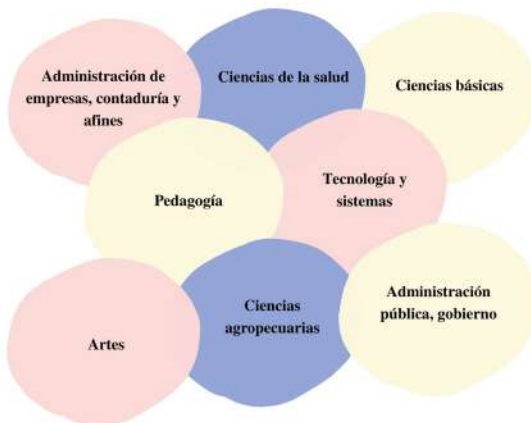 Administración de
empresas, contaduría y
afines
Ciencias de la salud
Ciencias básicas
Pedagogía
Tecnología y
sistemas
Artes
Ciencias
agropecuarias
Administración
pública, gobierno